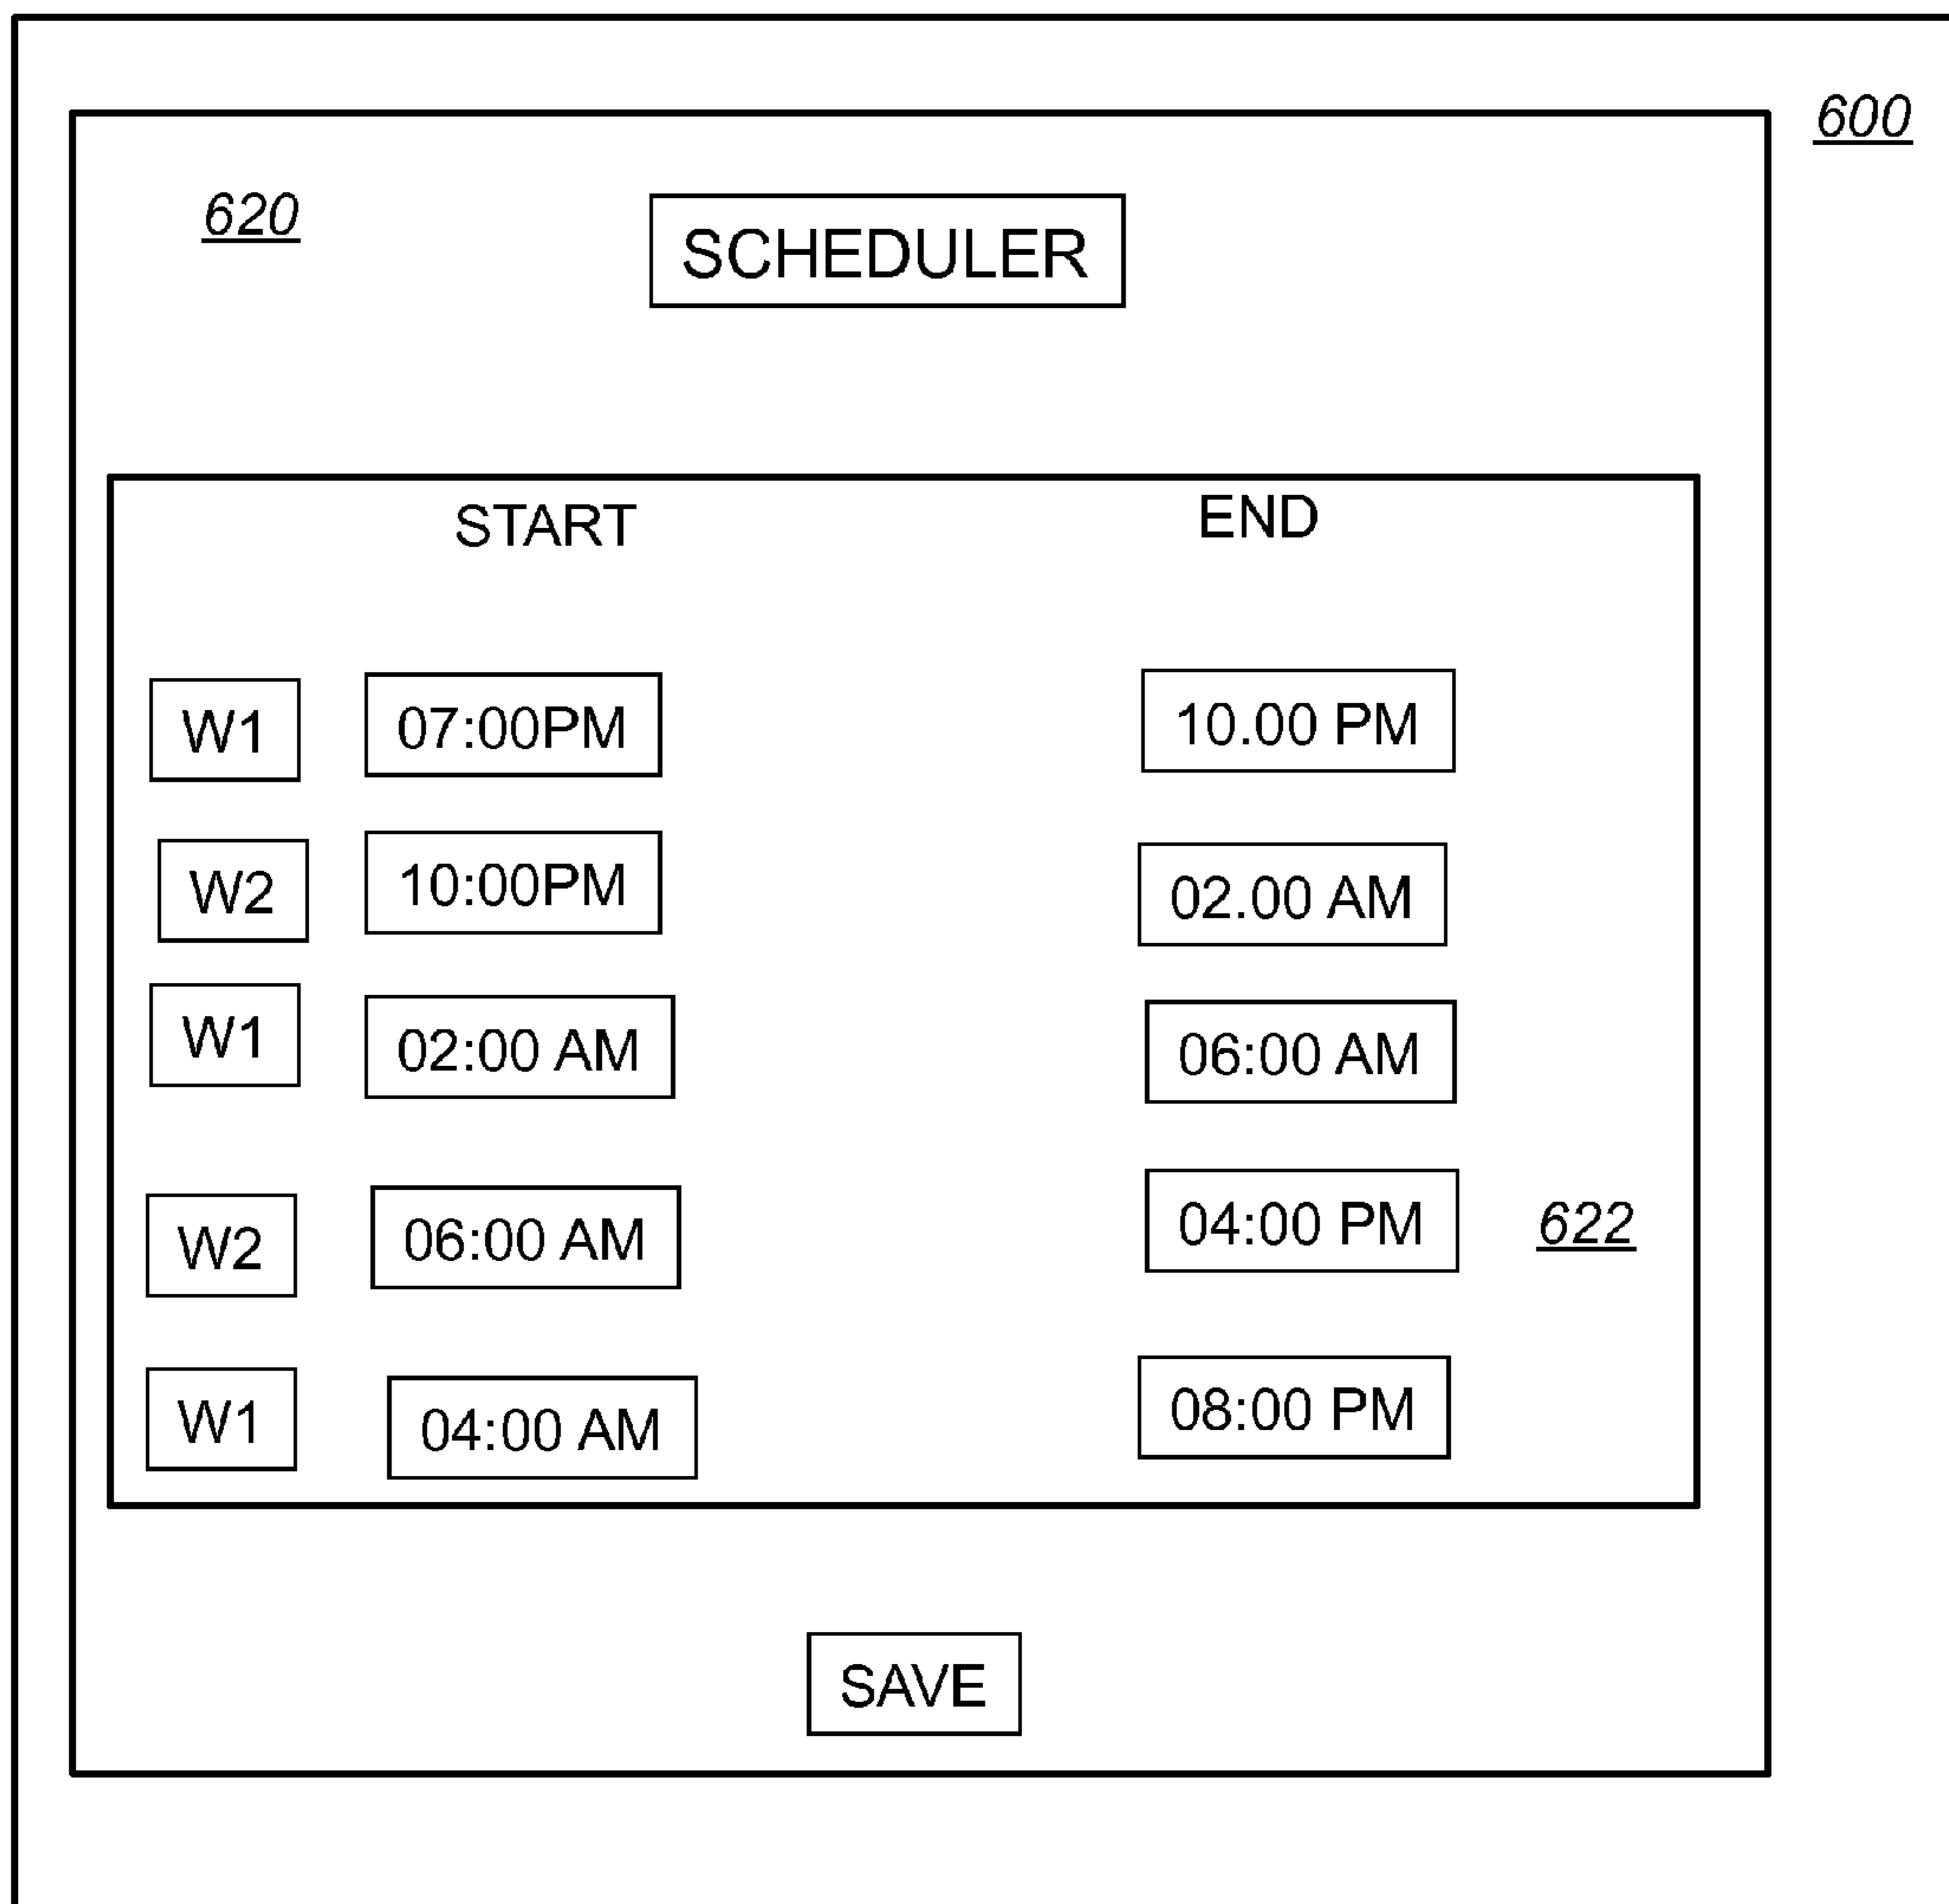 600
620
SCHEDULER
START END
W1 07:00PM 10.00 PM
W2 10:00PM 02.00 AM
W1 02:00 AM 06:00 AM
W2 06:00 AM 04:00 PM 622
W1 04:00 AM 08:00 PM
SAVE